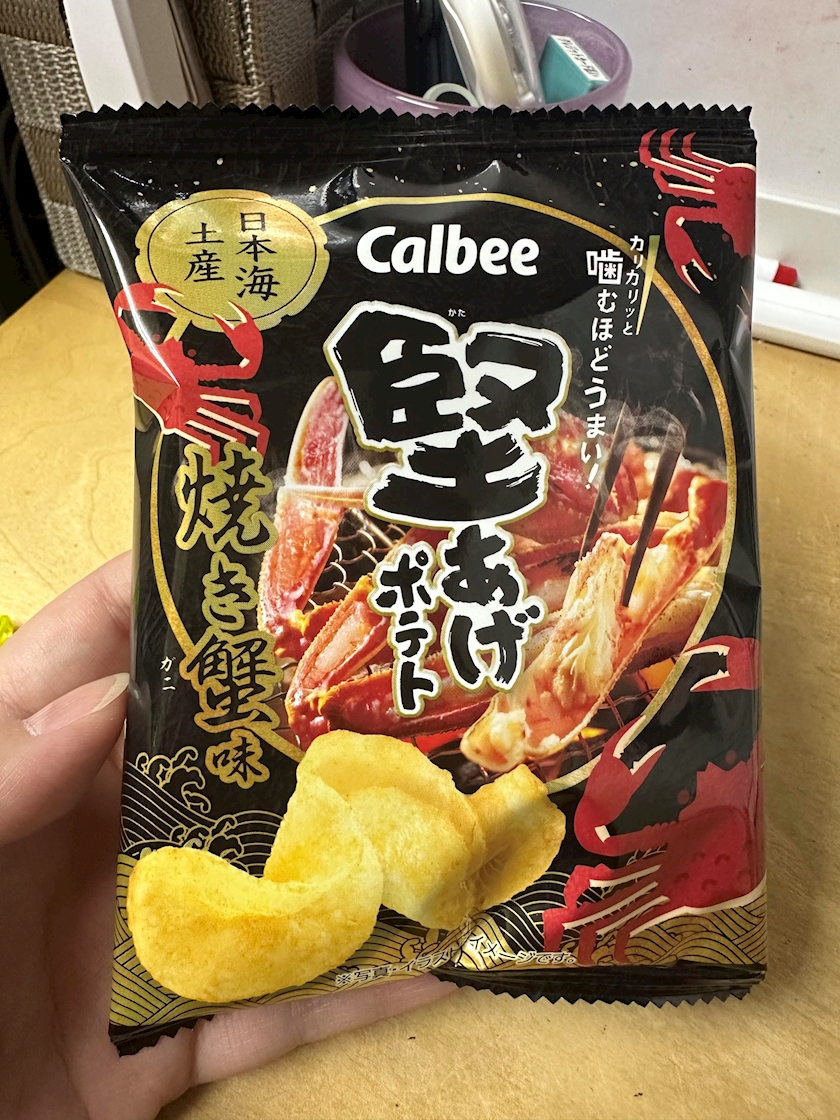 Calbee
日本海
土産
カリカリッと
噛むほどうまい!
かた
堅あげ
ポテト
焼き蟹味
ガニ
※写真・イラストはイメージです。